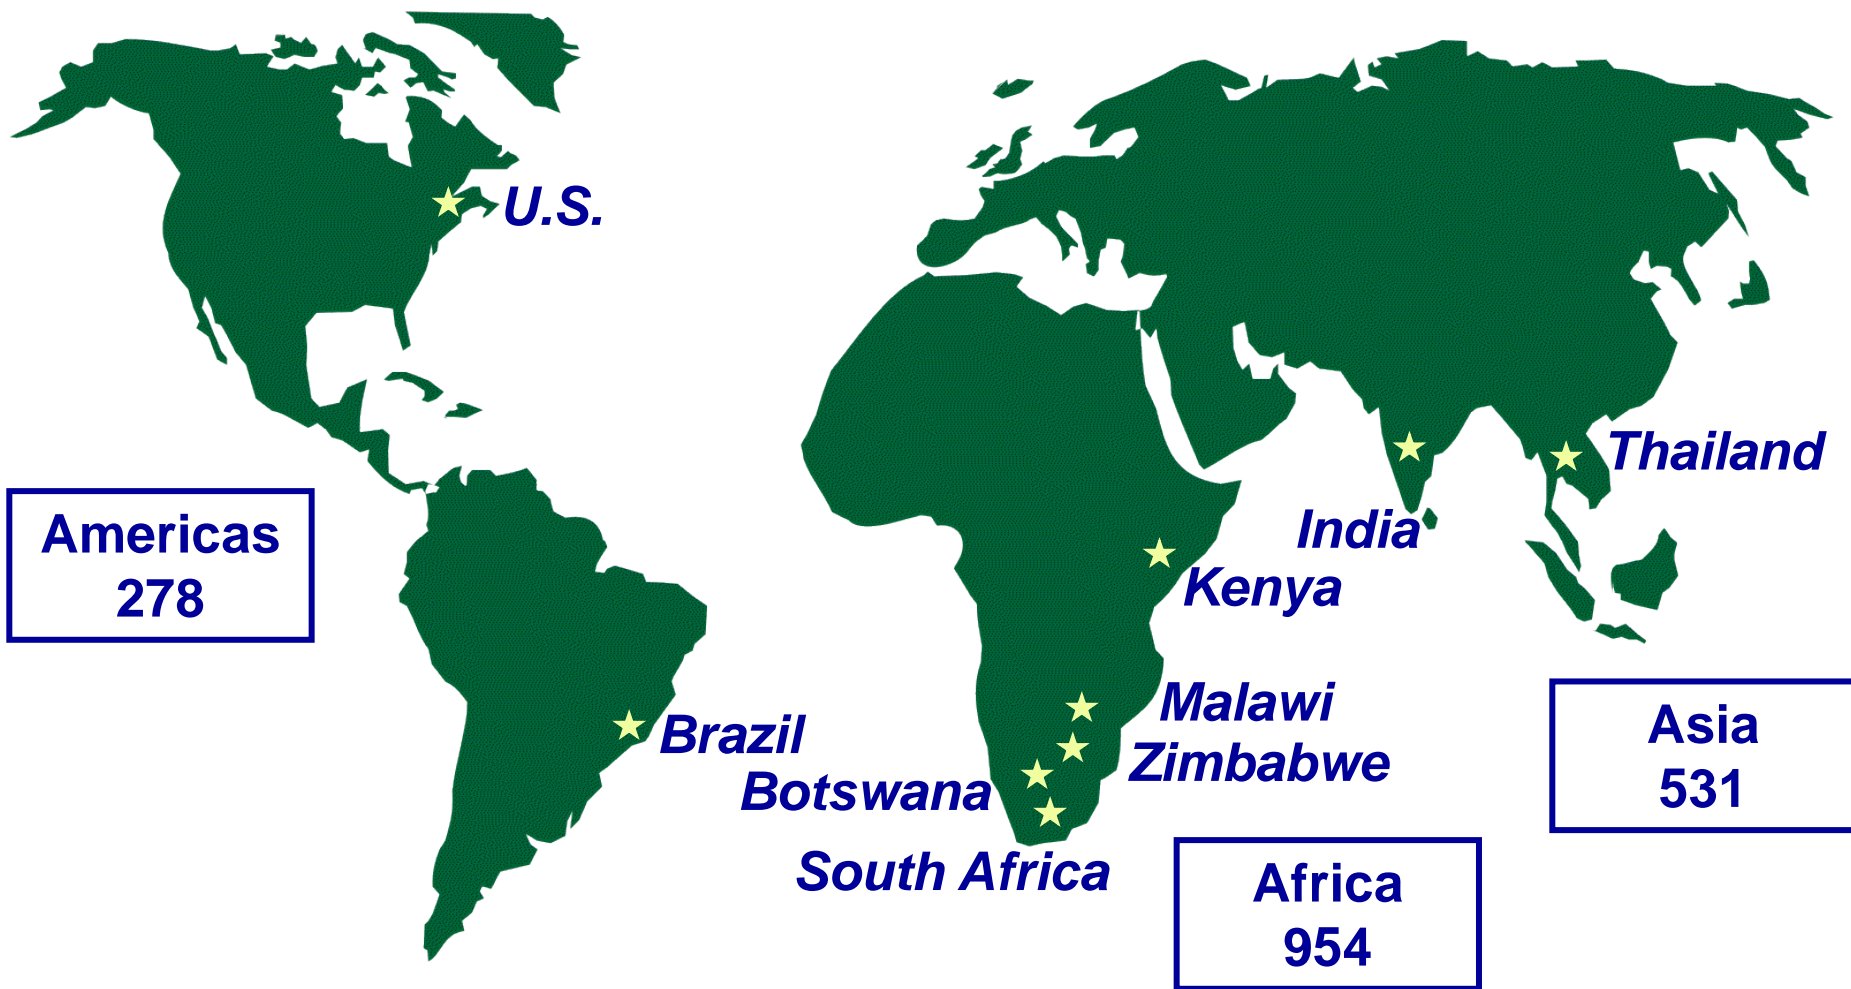 U.S.
Thailand
Americas
278
India
Kenya
Malawi
Brazil
Zimbabwe
Botswana
South Africa
Asia
531
Africa
954